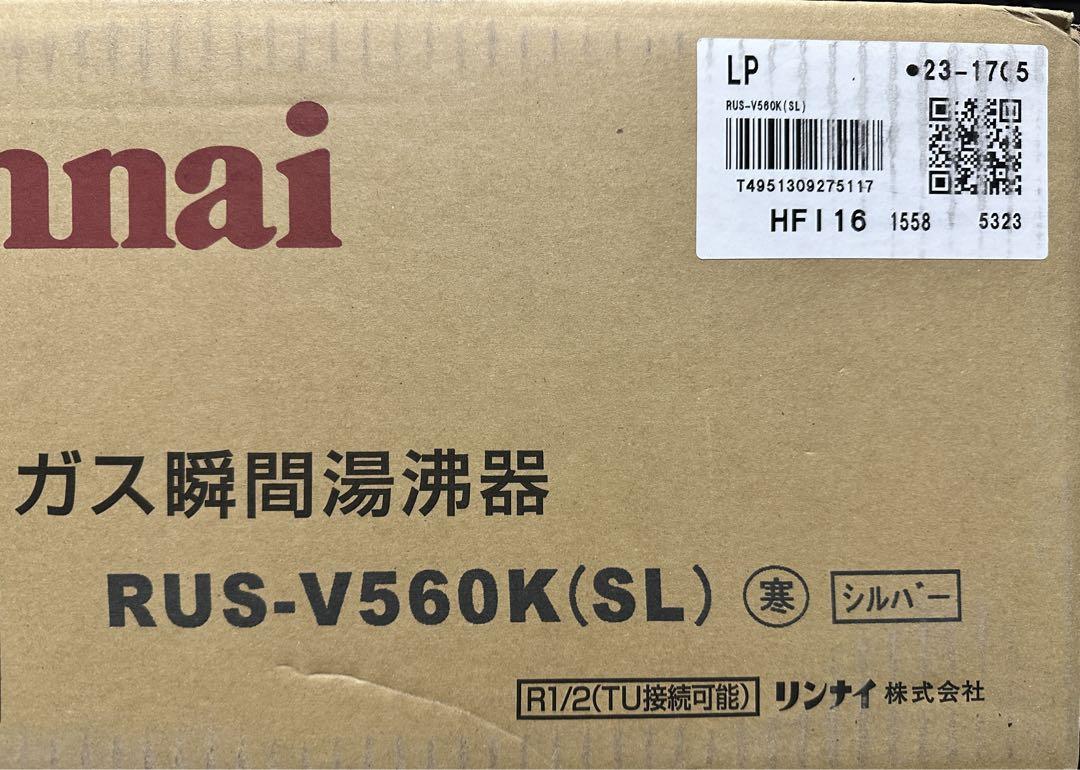 nnai
LP
●23-1705
RUS-V560K(SL)
T4951309275117
HFI16 1558 5323
ガス瞬間湯沸器
RUS-V560K(SL) 寒 シルバー
R1/2(TU接続可能) リンナイ株式会社